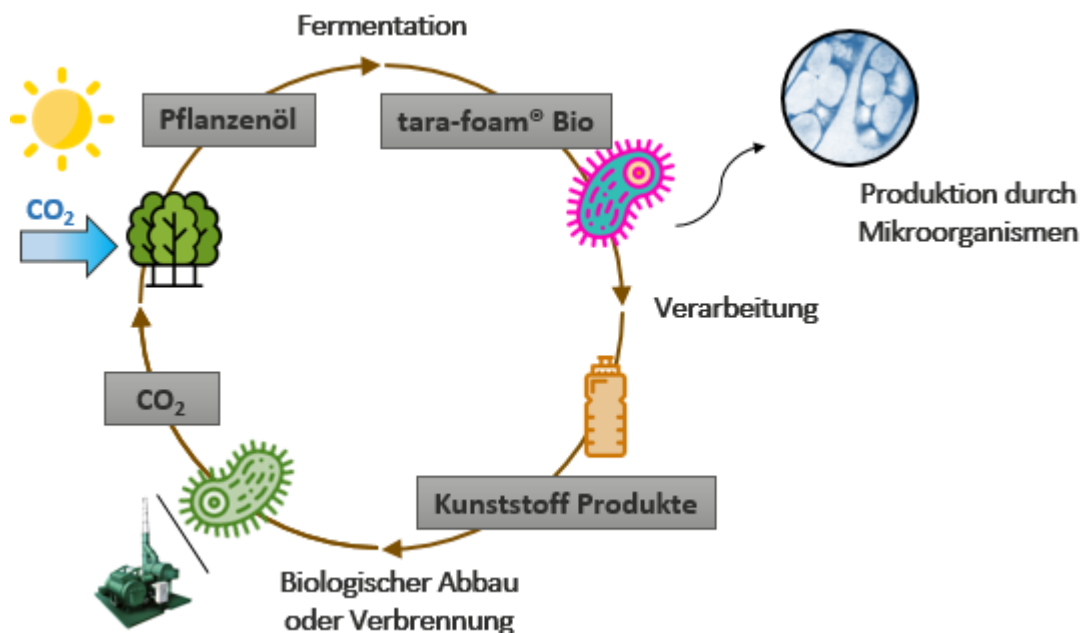 Fermentation
Pflanzenöl
tara-foam® Bio
CO₂
Produktion durch
Mikroorganismen
Verarbeitung
CO₂
Kunststoff Produkte
Biologischer Abbau
oder Verbrennung